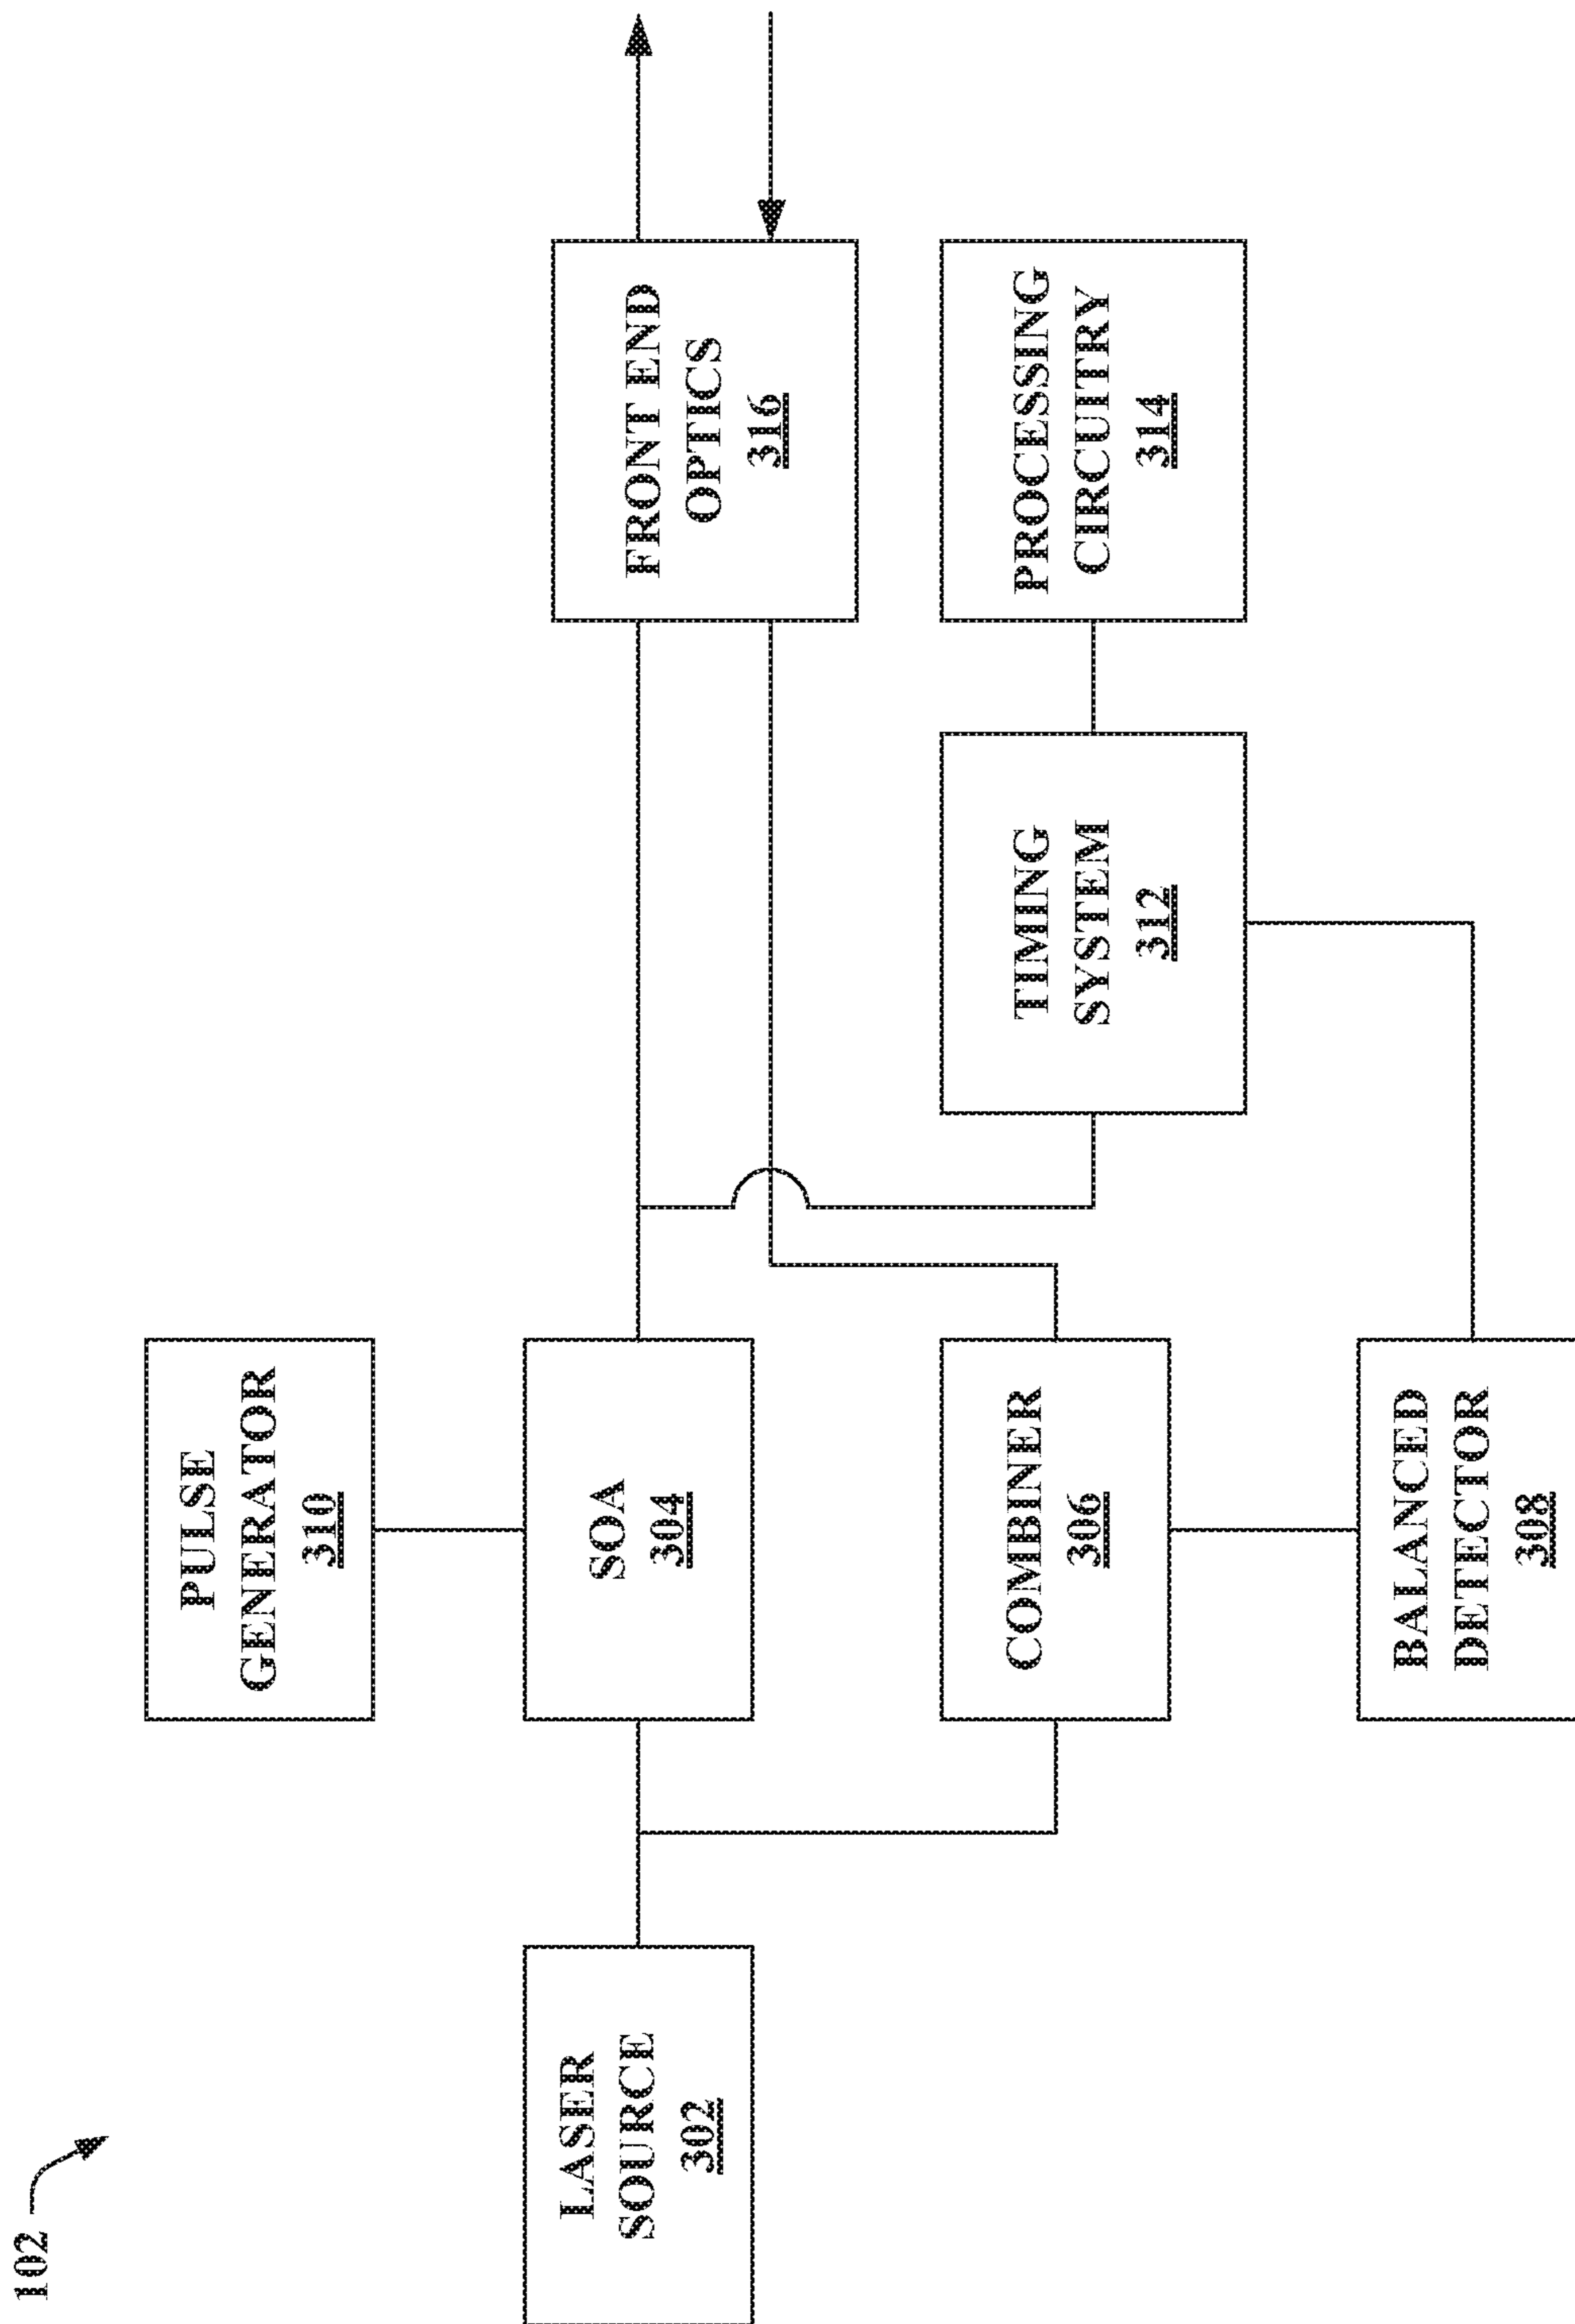 102
PULSE
GENERATOR
310
LASER
SOURCE
302
SOA
304
FRONT END
OPTICS
316
COMBINER
306
TIMING
SYSTEM
312
PROCESSING
CIRCUITRY
314
BALANCED
DETECTOR
308